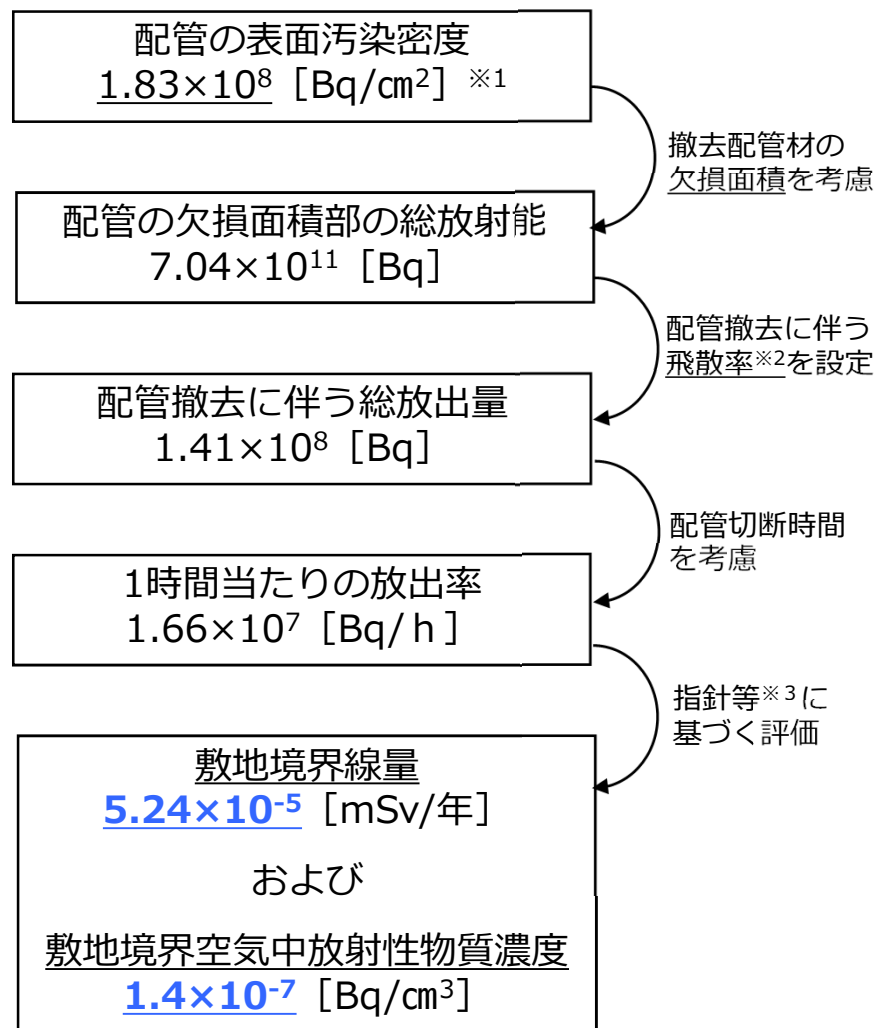 配管の表面汚染密度
1.83×10⁸［Bq/c㎡］※1
撤去配管材の
欠損面積を考慮
配管の欠損面積部の総放射能
7.04×10¹¹［Bq］
配管撤去に伴う
飛散率※2を設定
配管撤去に伴う総放出量
1.41×10⁸［Bq］
配管切断時間
を考慮
1時間当たりの放出率
1.66×10⁷［Bq/ｈ］
指針等※3に
基づく評価
敷地境界線量
5.24×10⁻⁵［mSv/年］
および
敷地境界空気中放射性物質濃度
1.4×10⁻⁷［Bq/cm³］